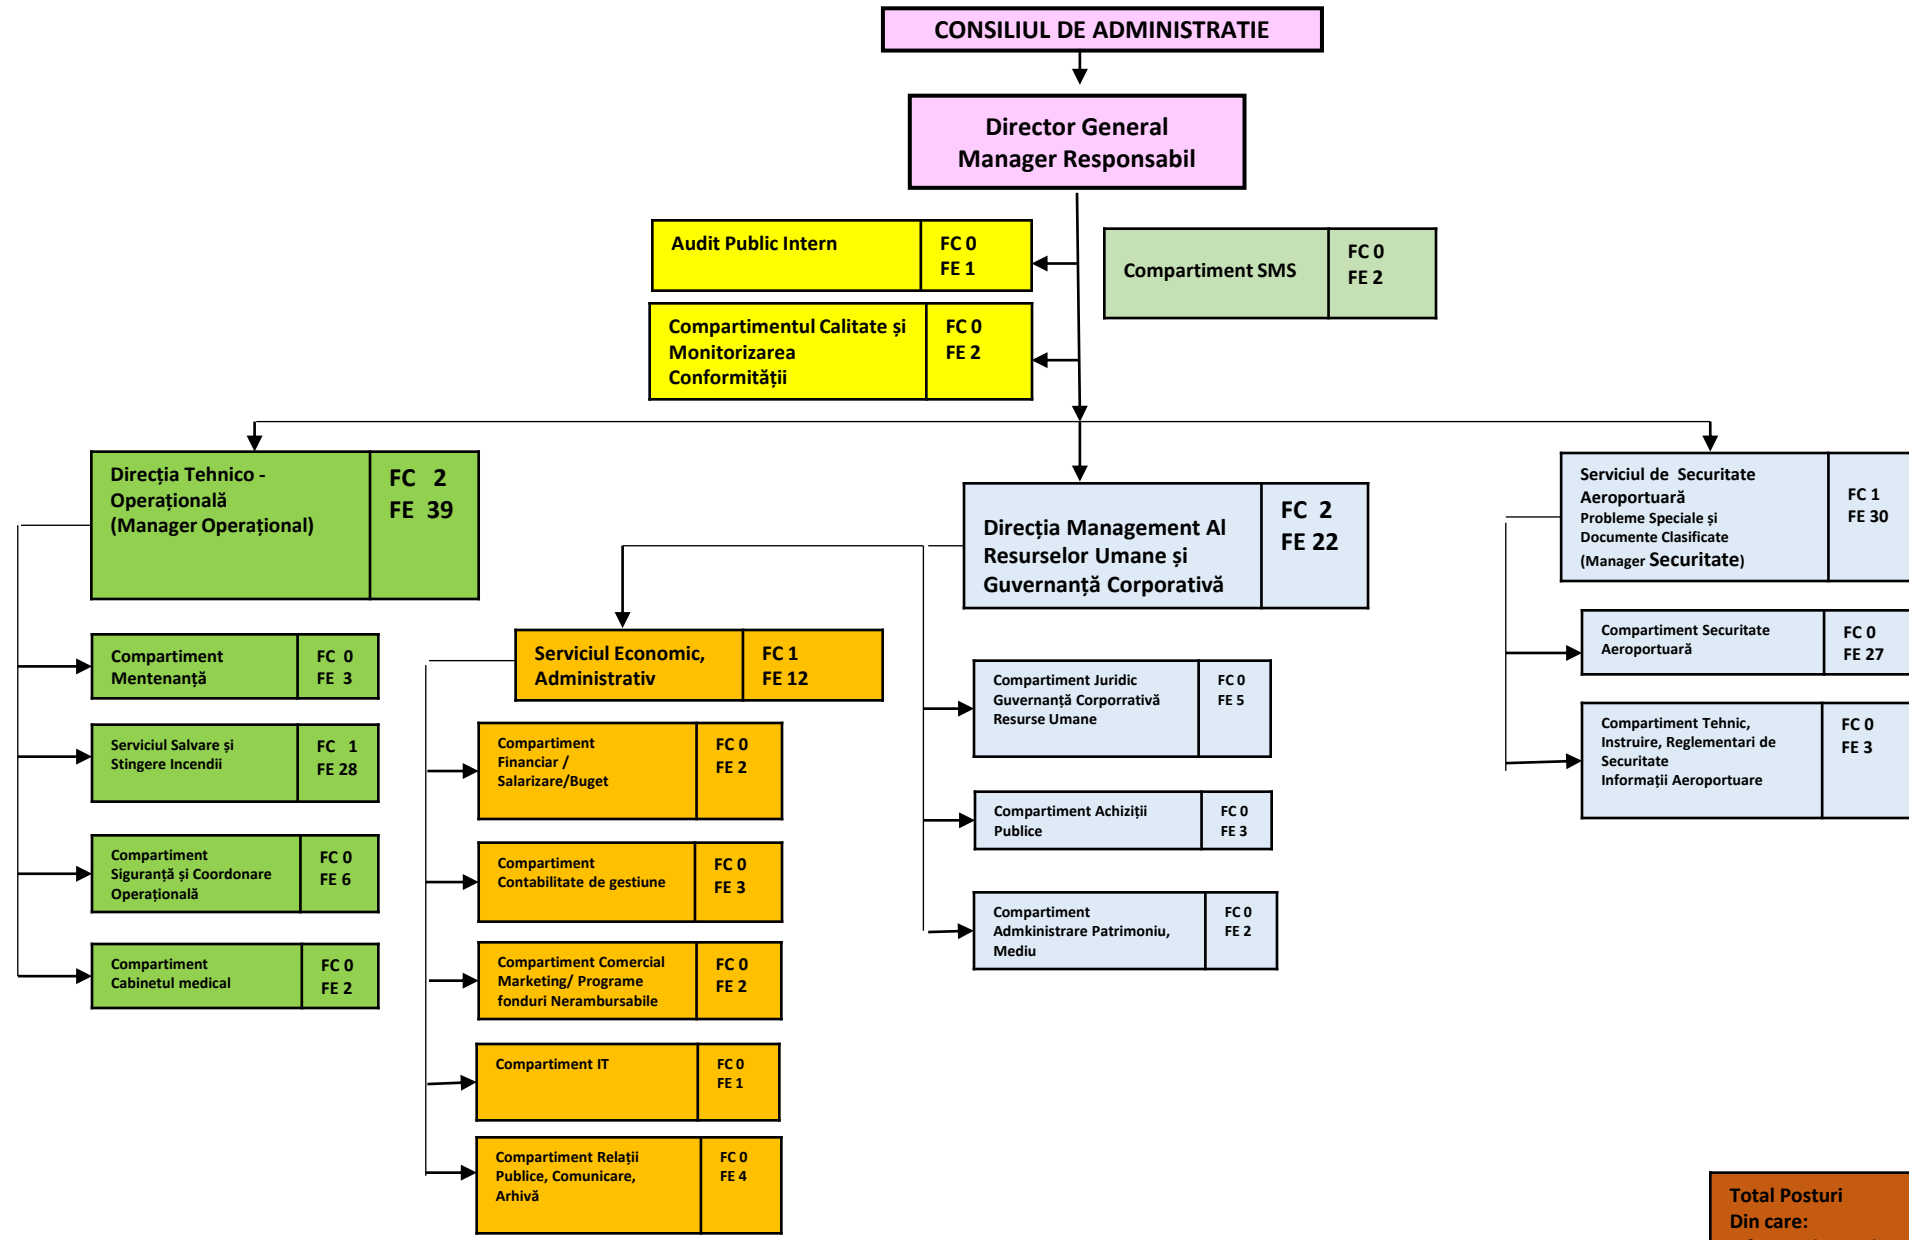 CONSILIUL DE ADMINISTRATIE
Director General
Manager Responsabil
Audit Public Intern
FC 0
FE 1
Compartiment SMS
FC 0
FE 2
Compartimentul Calitate și
Monitorizarea
Conformității
FC 0
FE 2
Direcția Tehnico -
Operațională
(Manager Operațional)
FC 2
FE 39
Compartiment
Mentenanță
FC 0
FE 3
Serviciul Salvare și
Stingere Incendii
FC 1
FE 28
Compartiment
Siguranță și Coordonare
Operațională
FC 0
FE 6
Compartiment
Cabinetul medical
FC 0
FE 2
Direcția Management Al
Resurselor Umane și
Guvernanță Corporativă
FC 2
FE 22
Serviciul Economic,
Administrativ
FC 1
FE 12
Compartiment
Financiar /
Salarizare/Buget
FC 0
FE 2
Compartiment
Contabilitate de gestiune
FC 0
FE 3
Compartiment Comercial
Marketing/ Programe
fonduri Nerambursabile
FC 0
FE 2
Compartiment IT
FC 0
FE 1
Compartiment Relații
Publice, Comunicare,
Arhivă
FC 0
FE 4
Compartiment Juridic
Guvernanță Corporrativă
Resurse Umane
FC 0
FE 5
Compartiment Achiziții
Publice
FC 0
FE 3
Compartiment
Admkinistrare Patrimoniu,
Mediu
FC 0
FE 2
Serviciul de Securitate
Aeroportuară
Probleme Speciale și
Documente Clasificate
(Manager Securitate)
FC 1
FE 30
Compartiment Securitate
Aeroportuară
FC 0
FE 27
Compartiment Tehnic,
Instruire, Reglementari de
Securitate
Informații Aeroportuare
FC 0
FE 3
Total Posturi
Din care: